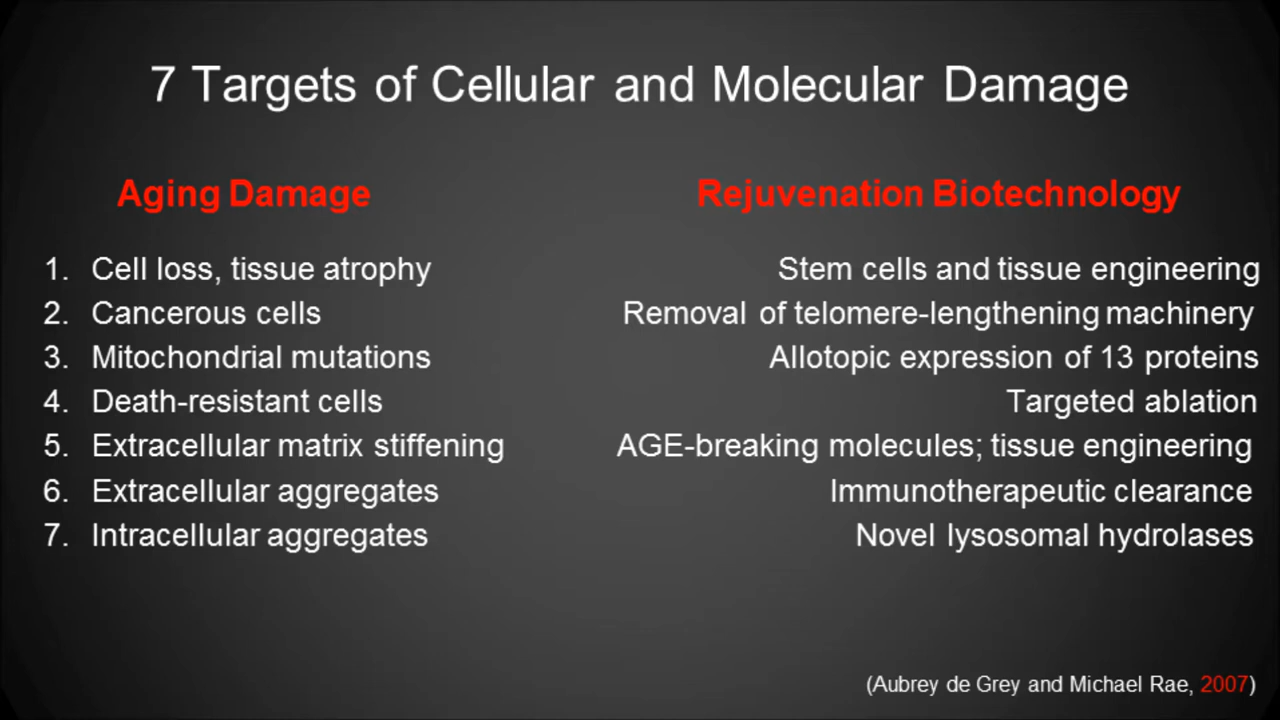 7 Targets of Cellular and Molecular Damage
Aging Damage Rejuvenation Biotechnology
1. Cell loss, tissue atrophy Stem cells and tissue engineering
2. Cancerous cells Removal of telomere-lengthening machinery
3. Mitochondrial mutations Allotopic expression of 13 proteins
4. Death-resistant cells Targeted ablation
5. Extracellular matrix stiffening AGE-breaking molecules; tissue engineering
6. Extracellular aggregates Immunotherapeutic clearance
7. Intracellular aggregates Novel lysosomal hydrolases
(Aubrey de Grey and Michael Rae, 2007)